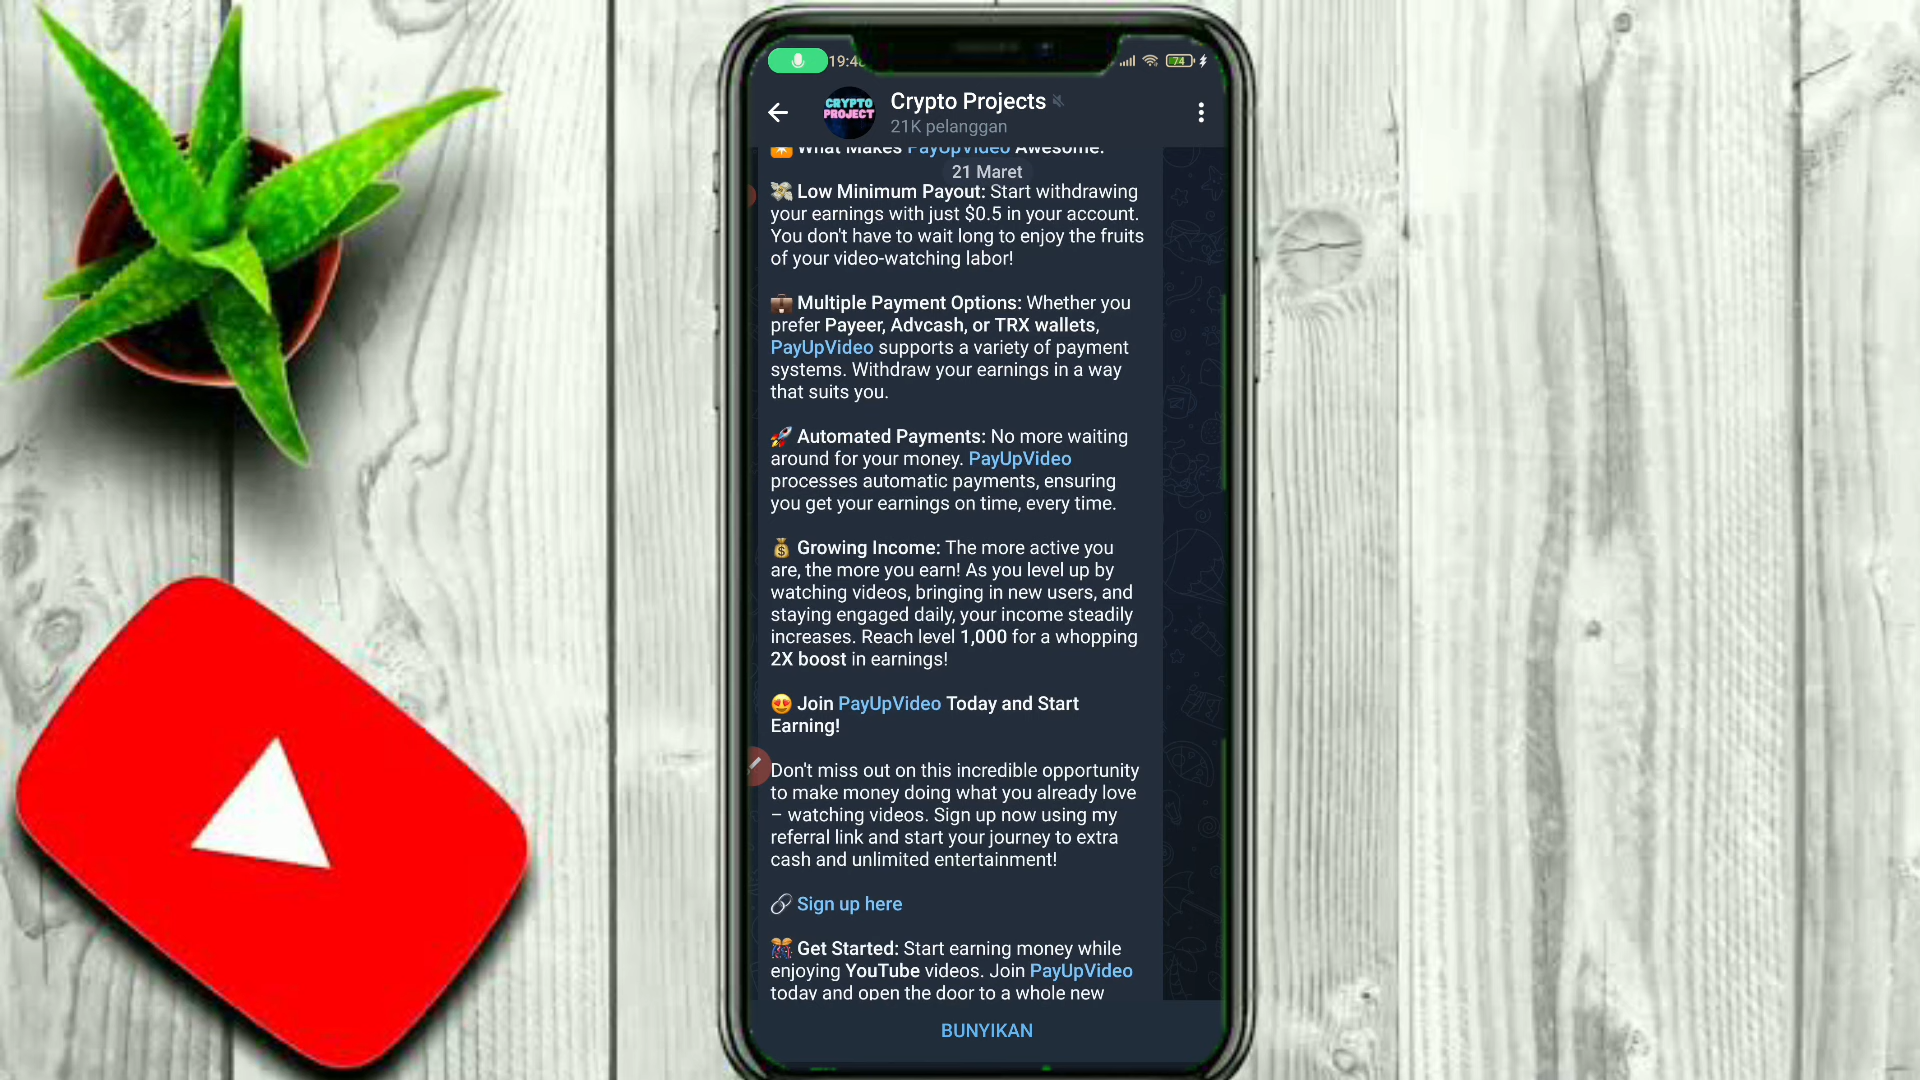 19:4
74
CRYPTO
PROJECT
Crypto Projects
21K pelanggan
What Makes PayUpVideo Awesome:
21 Maret
Low Minimum Payout: Start withdrawing
your earnings with just $0.5 in your account.
You don't have to wait long to enjoy the fruits
of your video-watching labor!
Multiple Payment Options: Whether you
prefer Payeer, Advcash, or TRX wallets,
PayUpVideo supports a variety of payment
systems. Withdraw your earnings in a way
that suits you.
Automated Payments: No more waiting
around for your money. PayUpVideo
processes automatic payments, ensuring
you get your earnings on time, every time.
Growing Income: The more active you
are, the more you earn! As you level up by
watching videos, bringing in new users, and
staying engaged daily, your income steadily
increases. Reach level 1,000 for a whopping
2X boost in earnings!
Join PayUpVideo Today and Start
Earning!
Don't miss out on this incredible opportunity
to make money doing what you already love
– watching videos. Sign up now using my
referral link and start your journey to extra
cash and unlimited entertainment!
Sign up here
Get Started: Start earning money while
enjoying YouTube videos. Join PayUpVideo
today and open the door to a whole new
BUNYIKAN